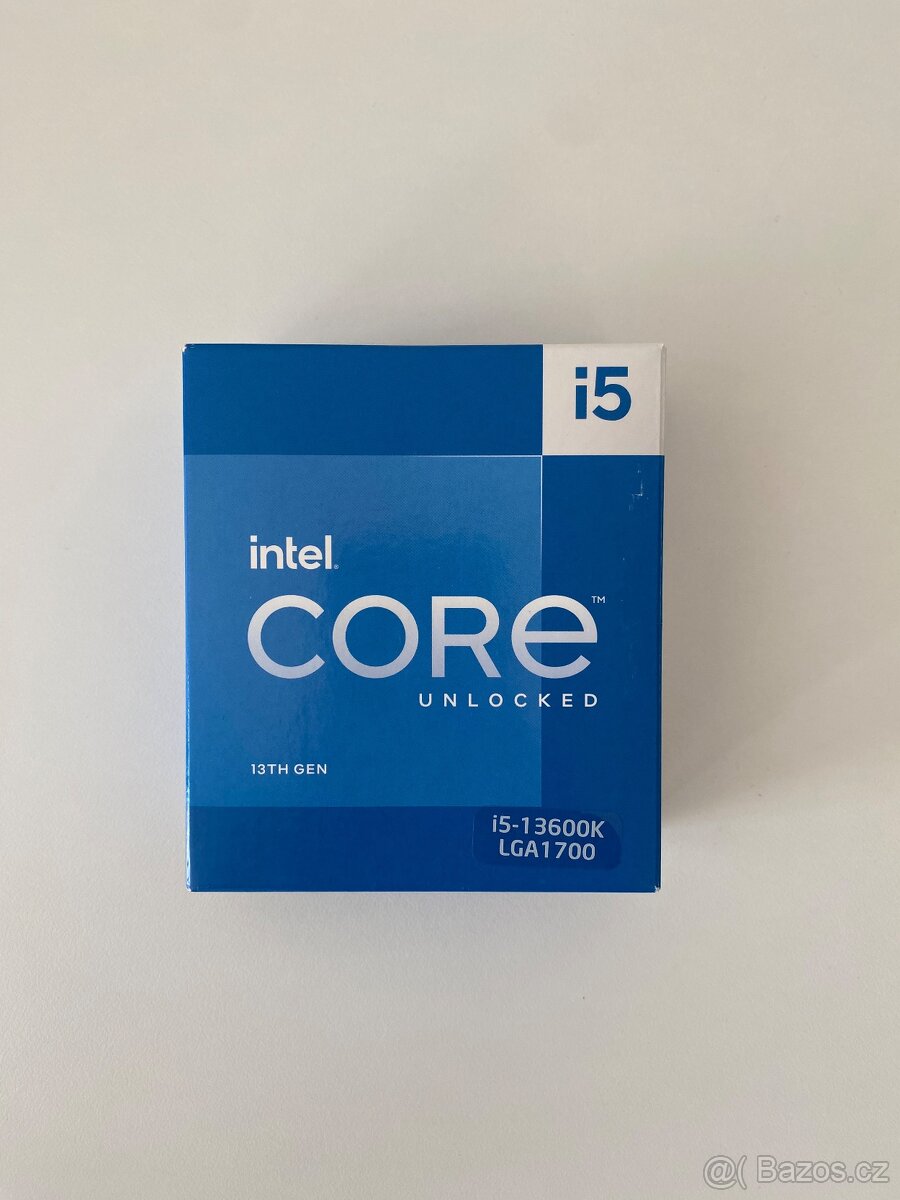 i5
intel.
CORe™
UNLOCKED
13TH GEN
i5-13600K
LGA1700
@( Bazos.cz